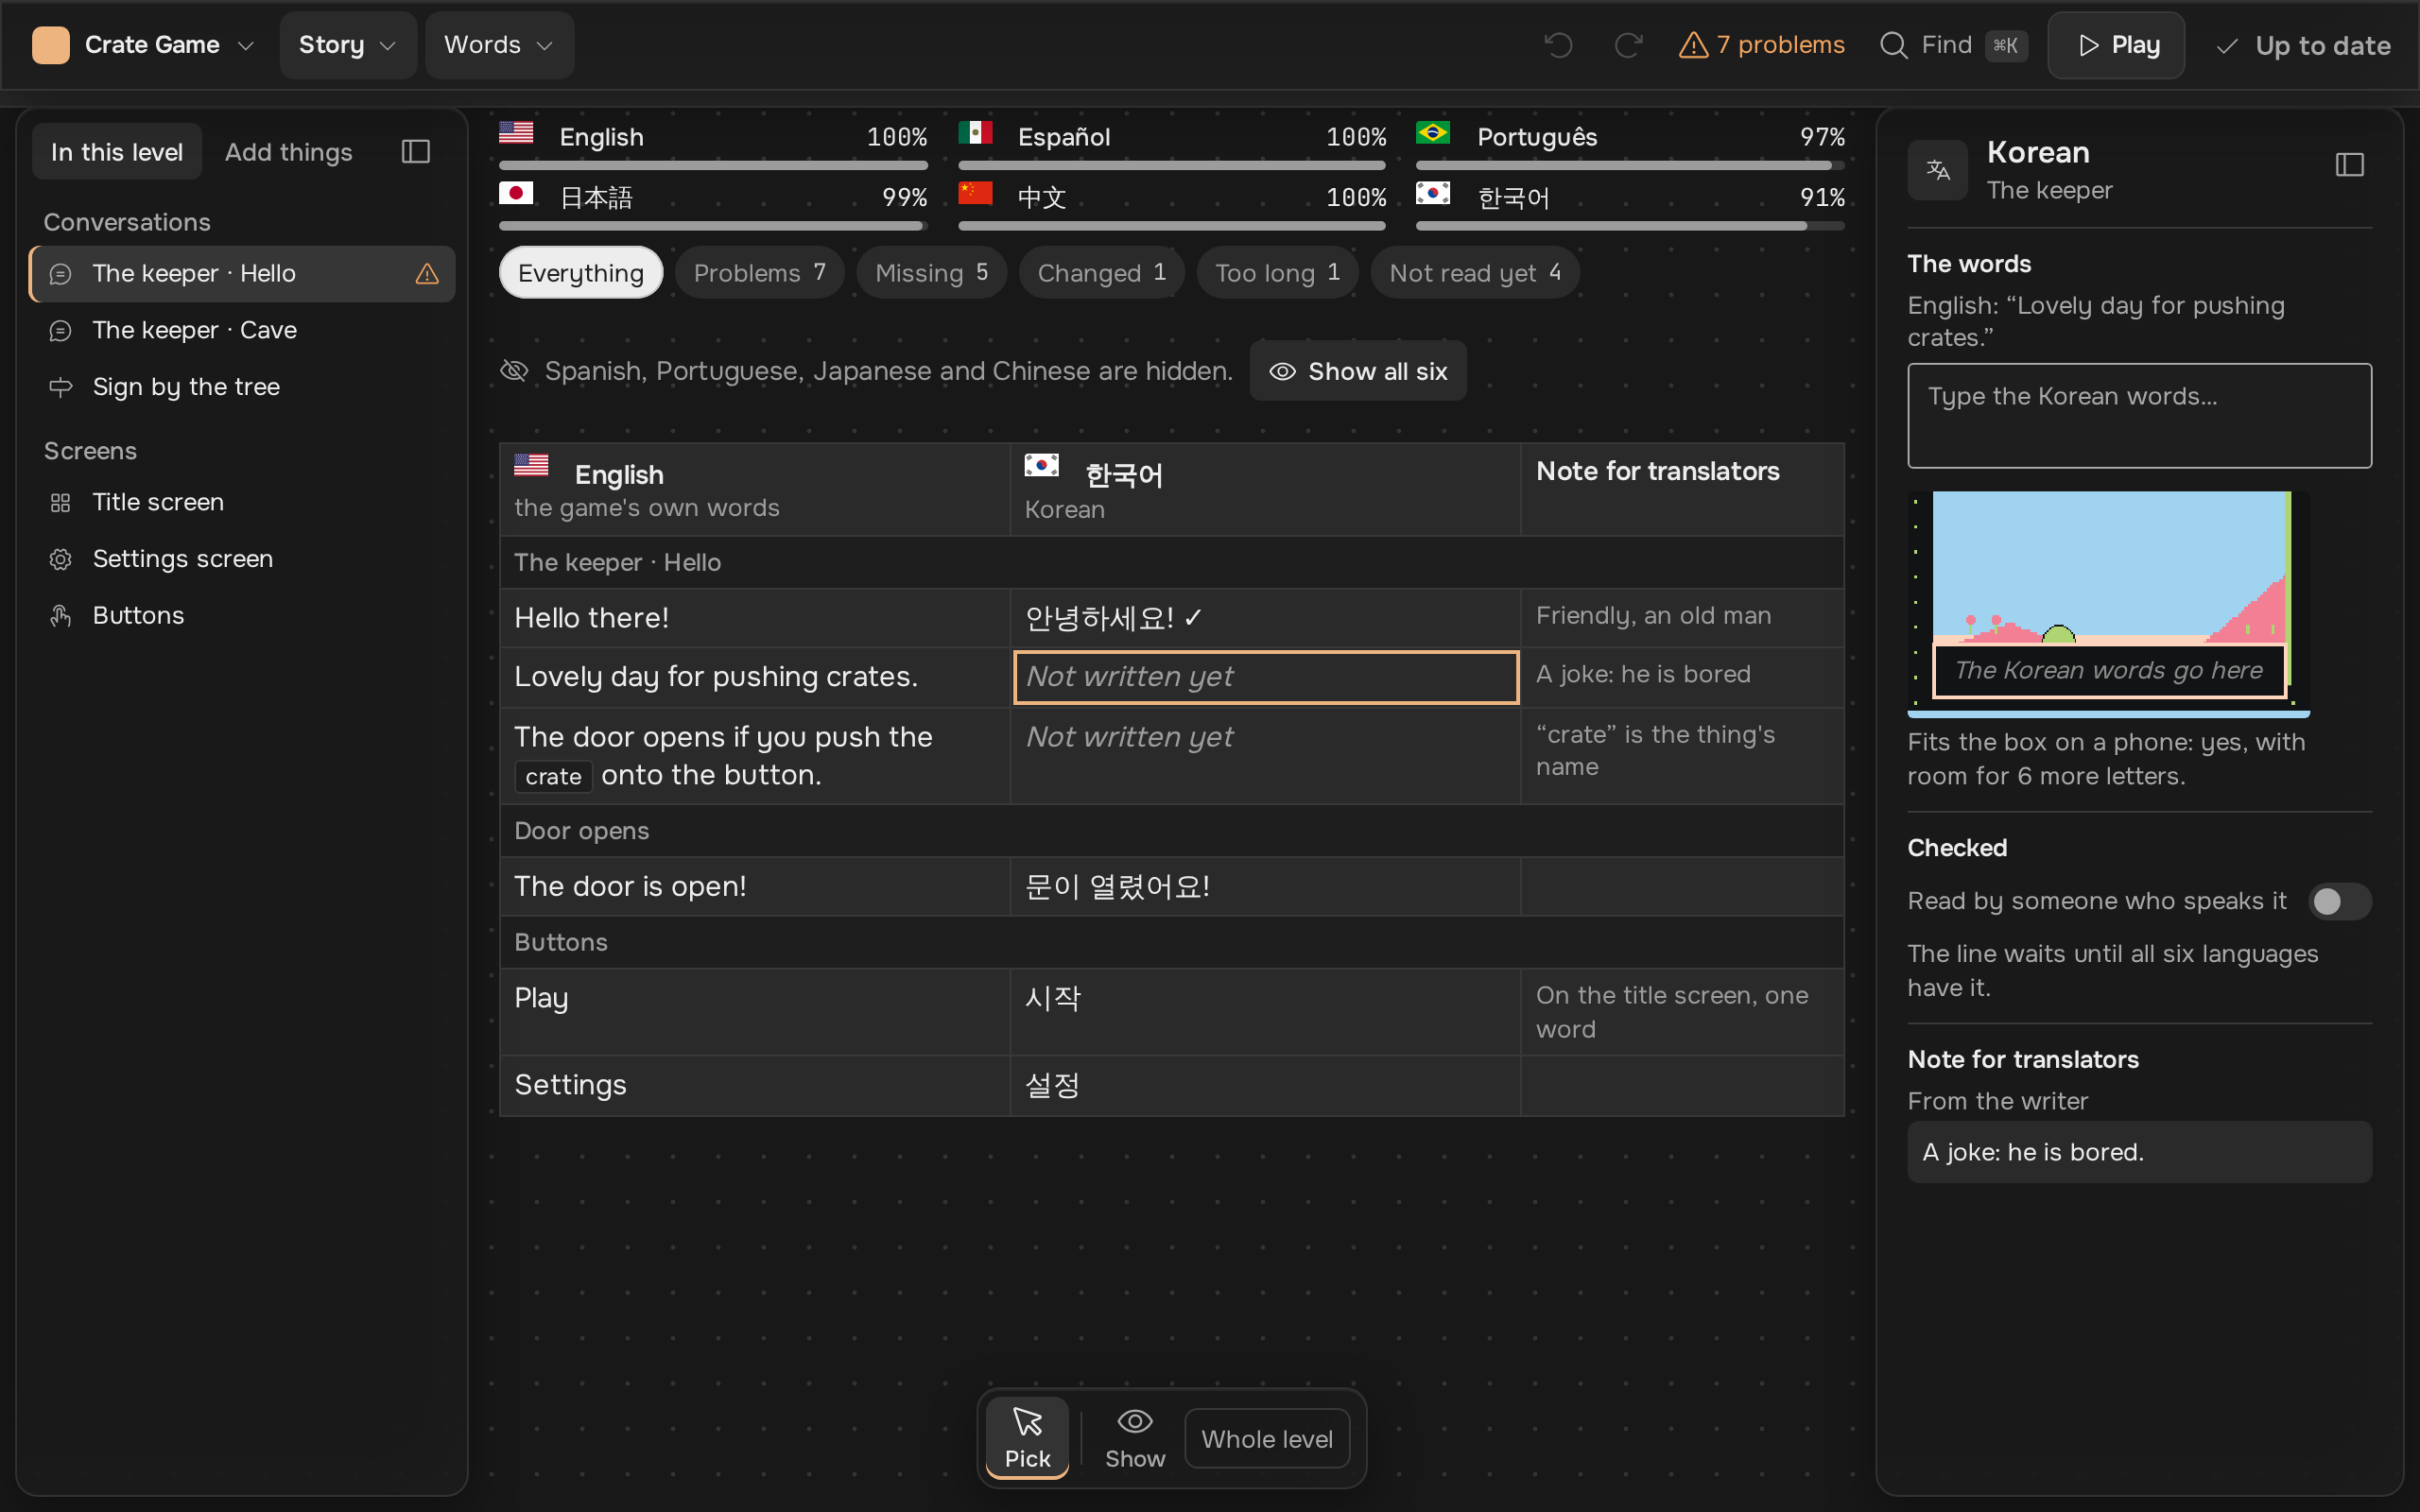 Crate Game
Story
Words
7 problems
Find
⌘K
Play
Up to date
In this level
Add things
Conversations
The keeper · Hello
The keeper · Cave
Sign by the tree
Screens
Title screen
Settings screen
Buttons
English 100%
Español 100%
Português 97%
日本語 99%
中文 100%
한국어 91%
Everything
Problems 7
Missing 5
Changed 1
Too long 1
Not read yet 4
Spanish, Portuguese, Japanese and Chinese are hidden.
Show all six
English
the game's own words
한국어
Korean
Note for translators
The keeper · Hello
Hello there!
안녕하세요! ✓
Friendly, an old man
Lovely day for pushing crates.
Not written yet
A joke: he is bored
The door opens if you push the
crate onto the button.
Not written yet
“crate” is the thing's
name
Door opens
The door is open!
문이 열렸어요!
Buttons
Play
시작
On the title screen, one
word
Settings
설정
Pick
Show
Whole level
Korean
The keeper
The words
English: “Lovely day for pushing
crates.”
Type the Korean words...
The Korean words go here
Fits the box on a phone: yes, with
room for 6 more letters.
Checked
Read by someone who speaks it
The line waits until all six languages
have it.
Note for translators
From the writer
A joke: he is bored.